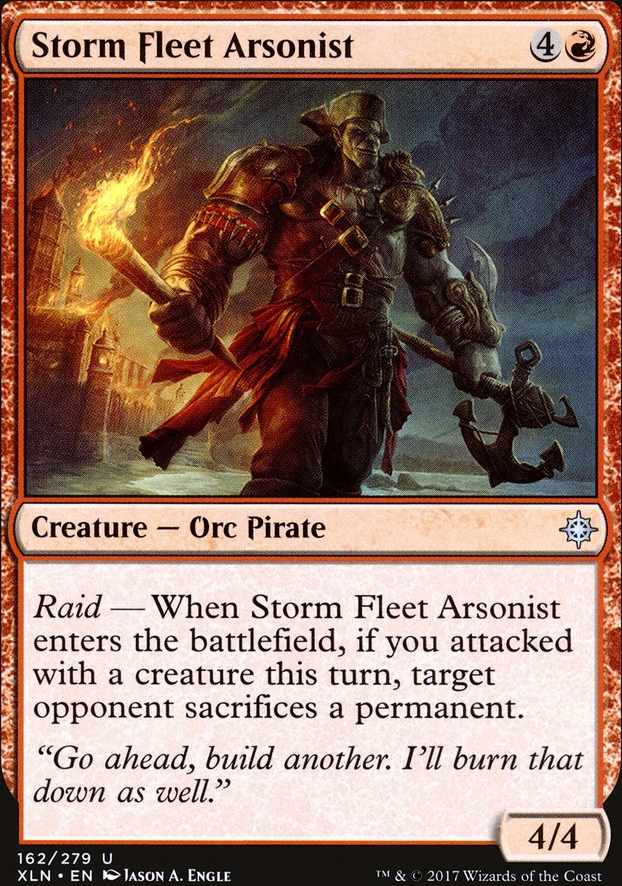 Storm Fleet Arsonist 4
Creature — Orc Pirate
Raid — When Storm Fleet Arsonist
enters the battlefield, if you attacked
with a creature this turn, target
opponent sacrifices a permanent.
“Go ahead, build another. I’ll burn that
down as well.”
4/4
162/279 U
XLN • EN Jason A. Engle ™ & © 2017 Wizards of the Coast